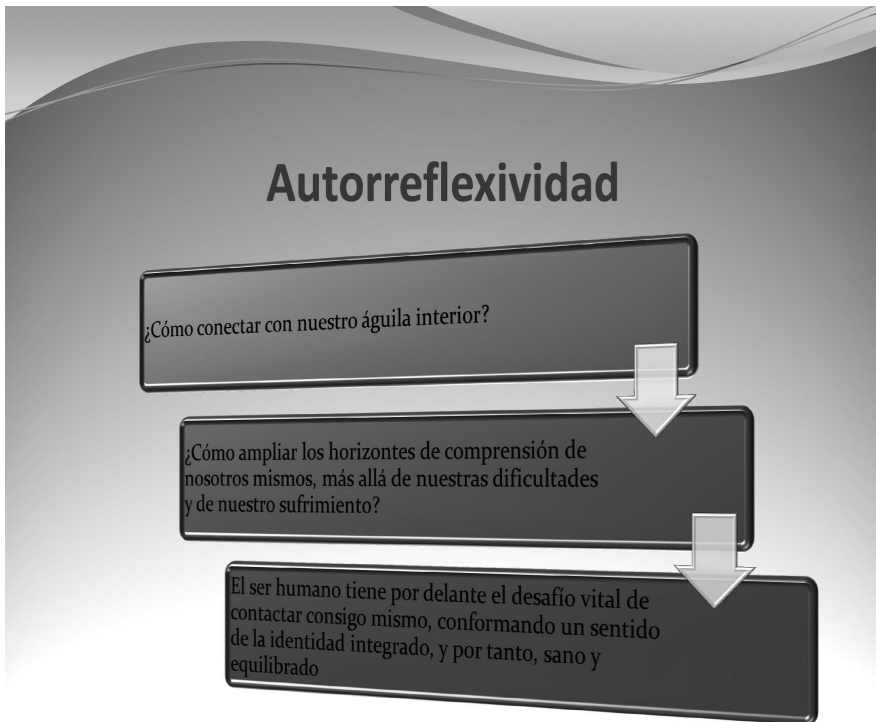 Autorreflexividad
¿Cómo conectar con nuestro águila interior?
¿Cómo ampliar los horizontes de comprensión de
nosotros mismos, más allá de nuestras dificultades
y de nuestro sufrimiento?
El ser humano tiene por delante el desafío vital de
contactar consigo mismo, conformando un sentido
de la identidad integrado, y por tanto, sano y
equilibrado